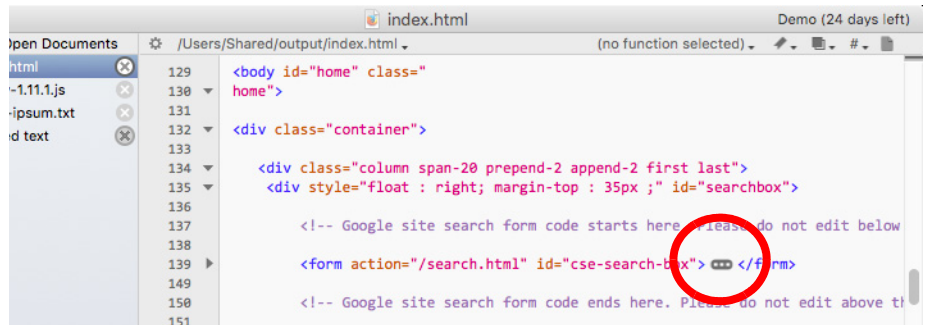 index.html
Demo (24 days left)
Open Documents
/Users/Shared/output/index.html
(no function selected)
#
html
-1.11.1.js
-ipsum.txt
ed text
129 <body id="home" class="
130 home">
131
132 <div class="container">
133
134 <div class="column span-20 prepend-2 append-2 first last">
135 <div style="float : right; margin-top : 35px ;" id="searchbox">
136
137 <!-- Google site search form code starts here. Please do not edit below
138
139 <form action="/search.html" id="cse-search-box"> ••• </form>
149
150 <!-- Google site search form code ends here. Please do not edit above th
151